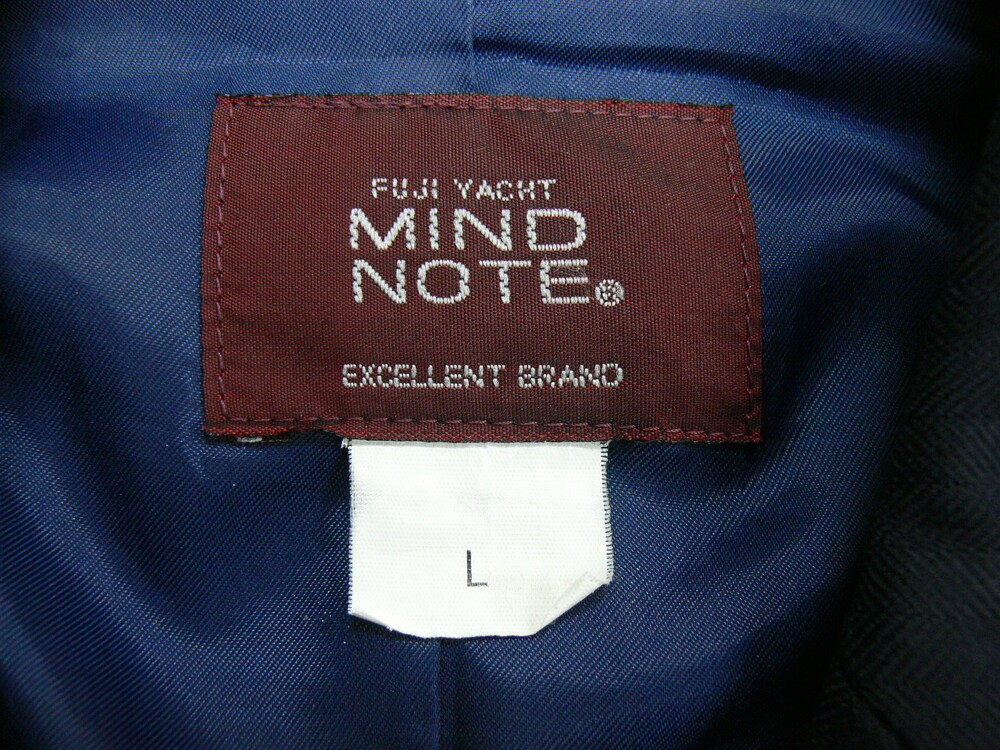 FUJI YACHT
MIND
NOTE®
EXCELLENT BRAND
L